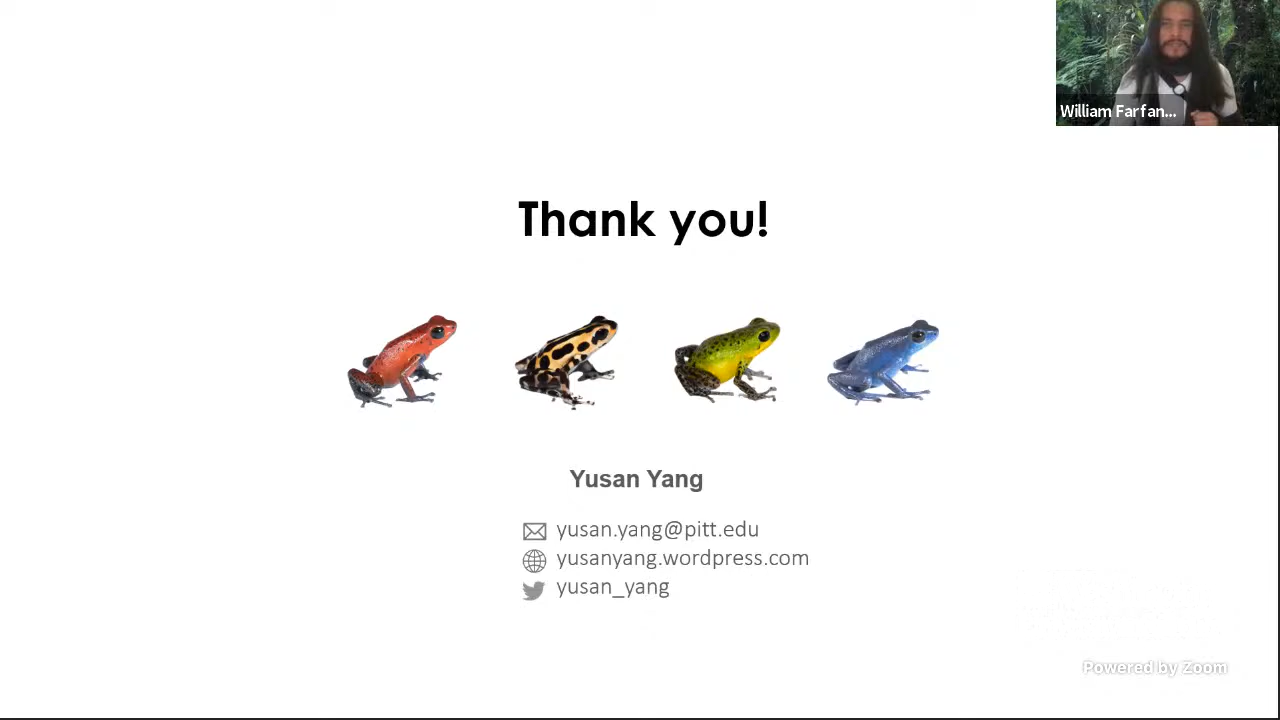 William Farfan...
Thank you!
Yusan Yang
yusan.yang@pitt.edu
yusanyang.wordpress.com
yusan_yang
Powered by Zoom